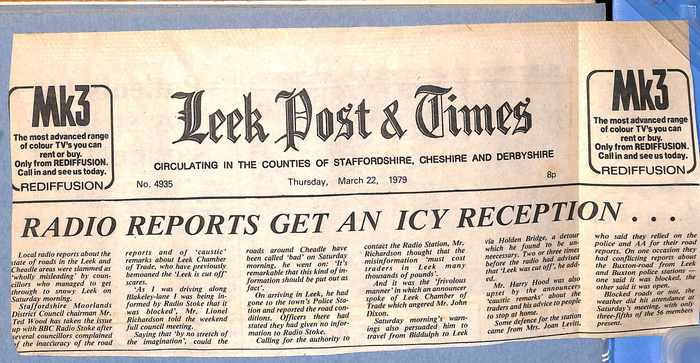 Mk3
The most advanced range
of colour TV's you can
rent or buy.
Only from REDIFFUSION.
Call in and see us today.
REDIFFUSION
Leek Post & Times
CIRCULATING IN THE COUNTIES OF STAFFORDSHIRE, CHESHIRE AND DERBYSHIRE
No. 4935
Thursday, March 22, 1979
8p
Mk3
The most advanced range
of colour TV's you can
rent or buy.
Only from REDIFFUSION.
Call in and see us today.
REDIFFUSION
RADIO REPORTS GET AN ICY RECEPTION . . .
Local radio reports about the
state of roads in the Leek and
Cheadle areas were slammed as
'wholly misleading' by coun-
cillors who managed to get
through to snowy Leek on
Saturday morning.
Staffordshire Moorlands
District Council chairman Mr.
Ted Wood has taken the issue
up with BBC Radio Stoke after
several councillors complained
of the inaccuracy of travel
reports and of 'caustic'
remarks about Leek Chamber
of Trade, who have previously
bemoaned the 'Leek is cut off'
scares.
'As I was driving along
Blakeley-lane I was being in-
formed by Radio Stoke that it
was blocked', Mr. Lionel
Richardson told the weekend
full council meeting.
Saying that 'by no stretch of
the imagination', could the
roads around Cheadle have
been called 'bad' on Saturday
morning, he went on: 'It's
remarkable that this kind of in-
formation should be put out as
fact'.
On arriving in Leek, he had
gone to the town's Police Sta-
tion and reported the road con-
ditions. Officers there had
stated they had given no infor-
mation to Radio Stoke.
Calling for the authority to
contact the Radio Station, Mr.
Richardson thought that the
mis'information 'must cost
traders in Leek many
thousands of pounds'.
And it was the 'frivolous
manner' in which an announcer
spoke of Leek Chamber of
Trade which angered Mr. John
Dixon.
Saturday morning's warn-
ings also persuaded him to
travel from Biddulph to Leek
via Holden Bridge, a detour
which he found to be un-
necessary. Two or three times
before the radio had advised
that 'Leek was cut off', he add-
ed.
Mr. Harry Hood was also
upset by the announcers
'caustic remarks' about the
traders and his advice to people
to stop at home.
Some defence for the station
came from Mrs. Joan Levitt,
who said they relied on the
police and AA for their road
reports. On one occasion they
had conflicting reports about
the Buxton-road from Leek
and Buxton police stations —
one said it was blocked, the
other said it was open.
Blocked roads or not, the
weather did hit attendance at
Saturday's meeting, with only
three-fifths of the 56 members
present.